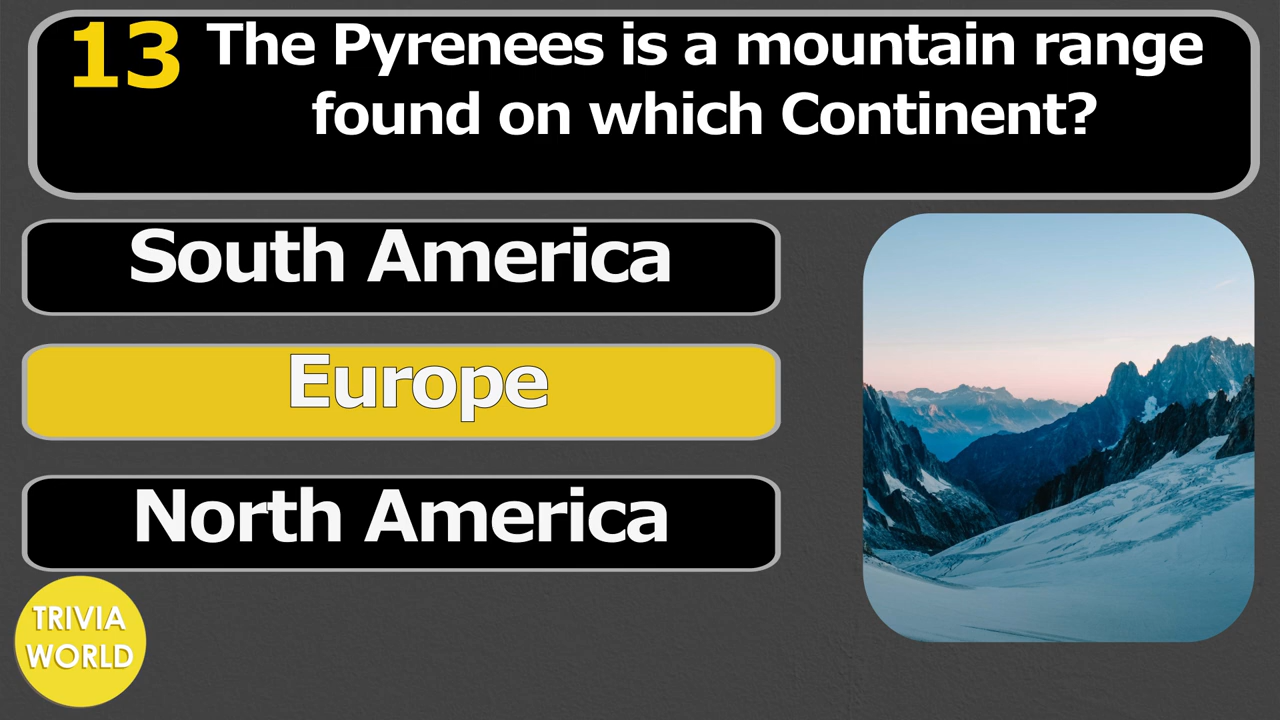 13 The Pyrenees is a mountain range
found on which Continent?
South America
Europe
North America
TRIVIA
WORLD